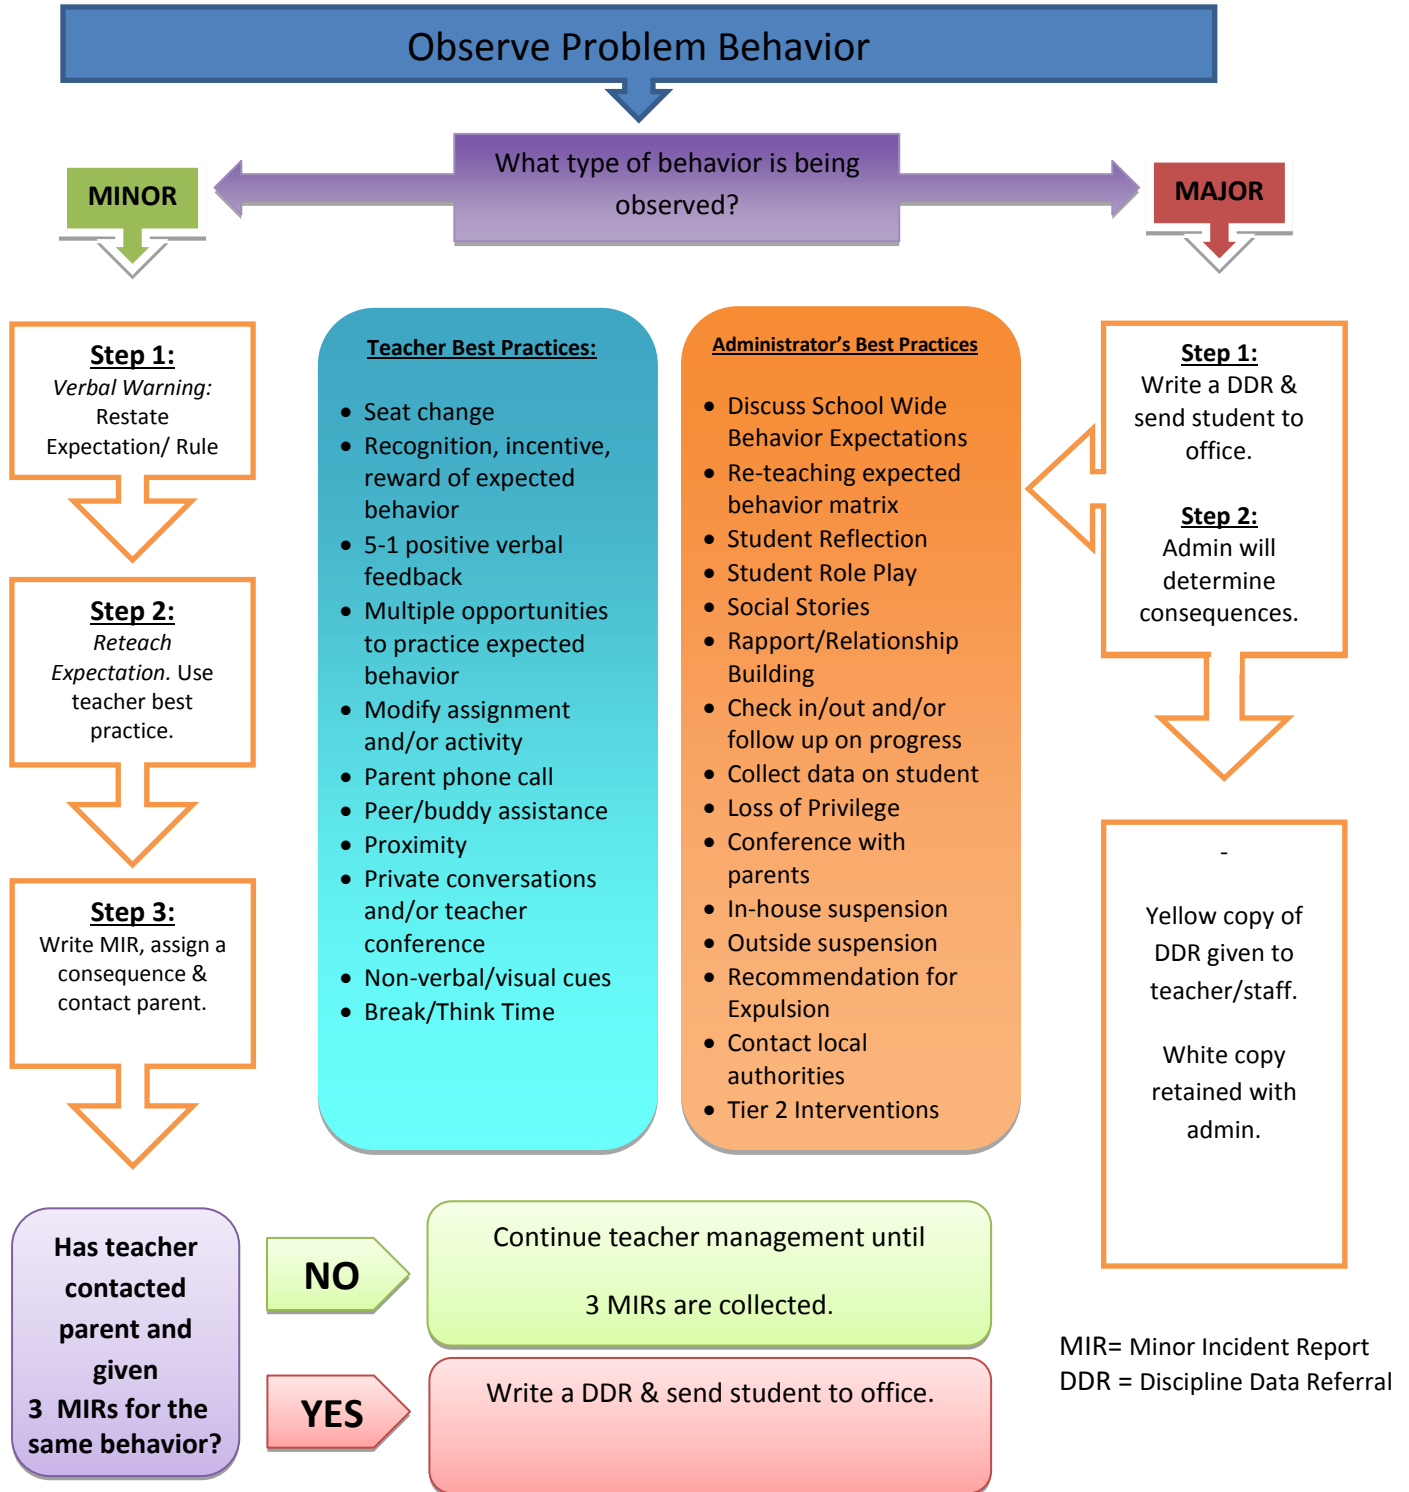 Observe Problem Behavior
What type of behavior is being
observed?
MINOR
MAJOR
Step 1:
Verbal Warning:
Restate
Expectation/ Rule
Step 2:
Reteach
Expectation. Use
teacher best
practice.
Step 3:
Write MIR, assign a
consequence &
contact parent.
Teacher Best Practices:
• Seat change
• Recognition, incentive,
reward of expected
behavior
• 5-1 positive verbal
feedback
• Multiple opportunities
to practice expected
behavior
• Modify assignment
and/or activity
• Parent phone call
• Peer/buddy assistance
• Proximity
• Private conversations
and/or teacher
conference
• Non-verbal/visual cues
• Break/Think Time
Administrator's Best Practices
• Discuss School Wide
Behavior Expectations
• Re-teaching expected
behavior matrix
• Student Reflection
• Student Role Play
• Social Stories
• Rapport/Relationship
Building
• Check in/out and/or
follow up on progress
• Collect data on student
• Loss of Privilege
• Conference with
parents
• In-house suspension
• Outside suspension
• Recommendation for
Expulsion
• Contact local
authorities
• Tier 2 Interventions
Step 1:
Write a DDR &
send student to
office.
Step 2:
Admin will
determine
consequences.
-
Yellow copy of
DDR given to
teacher/staff.
White copy
retained with
admin.
Has teacher
contacted
parent and
given
3 MIRs for the
same behavior?
NO
Continue teacher management until
3 MIRs are collected.
YES
Write a DDR & send student to office.
MIR= Minor Incident Report
DDR = Discipline Data Referral